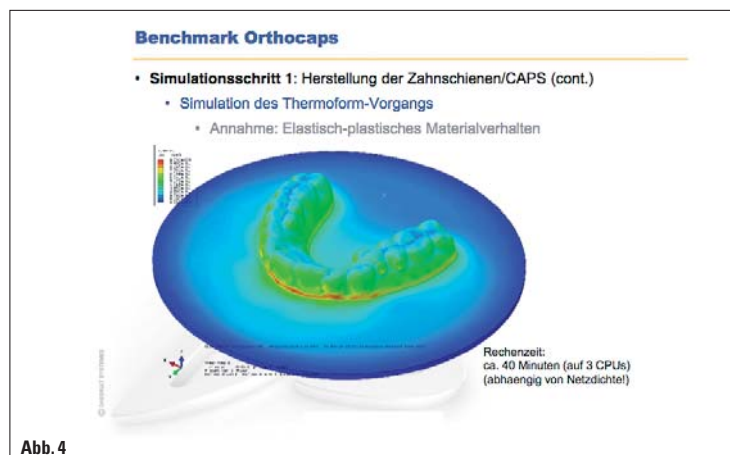 Benchmark Orthocaps
• Simulationsschritt 1: Herstellung der Zahnschienen/CAPS (cont.)
• Simulation des Thermoform-Vorgangs
• Annahme: Elastisch-plastisches Materialverhalten
Rechenzeit:
ca. 40 Minuten (auf 3 CPUs)
(abhaengig von Netzdichte!)
Abb. 4